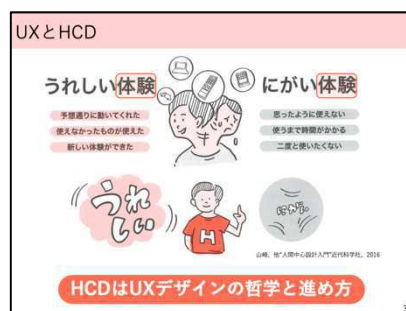 UXとHCD
うれしい体験
にがい体験
予想通りに動いてくれた
使えなかったものが使えた
新しい体験ができた
思ったように使えない
使うまで時間がかかる
二度と使いたくない
うれしい
にがい
H
山崎, 他"人間中心設計入門"近代科学社, 2016
HCDはUXデザインの哲学と進め方